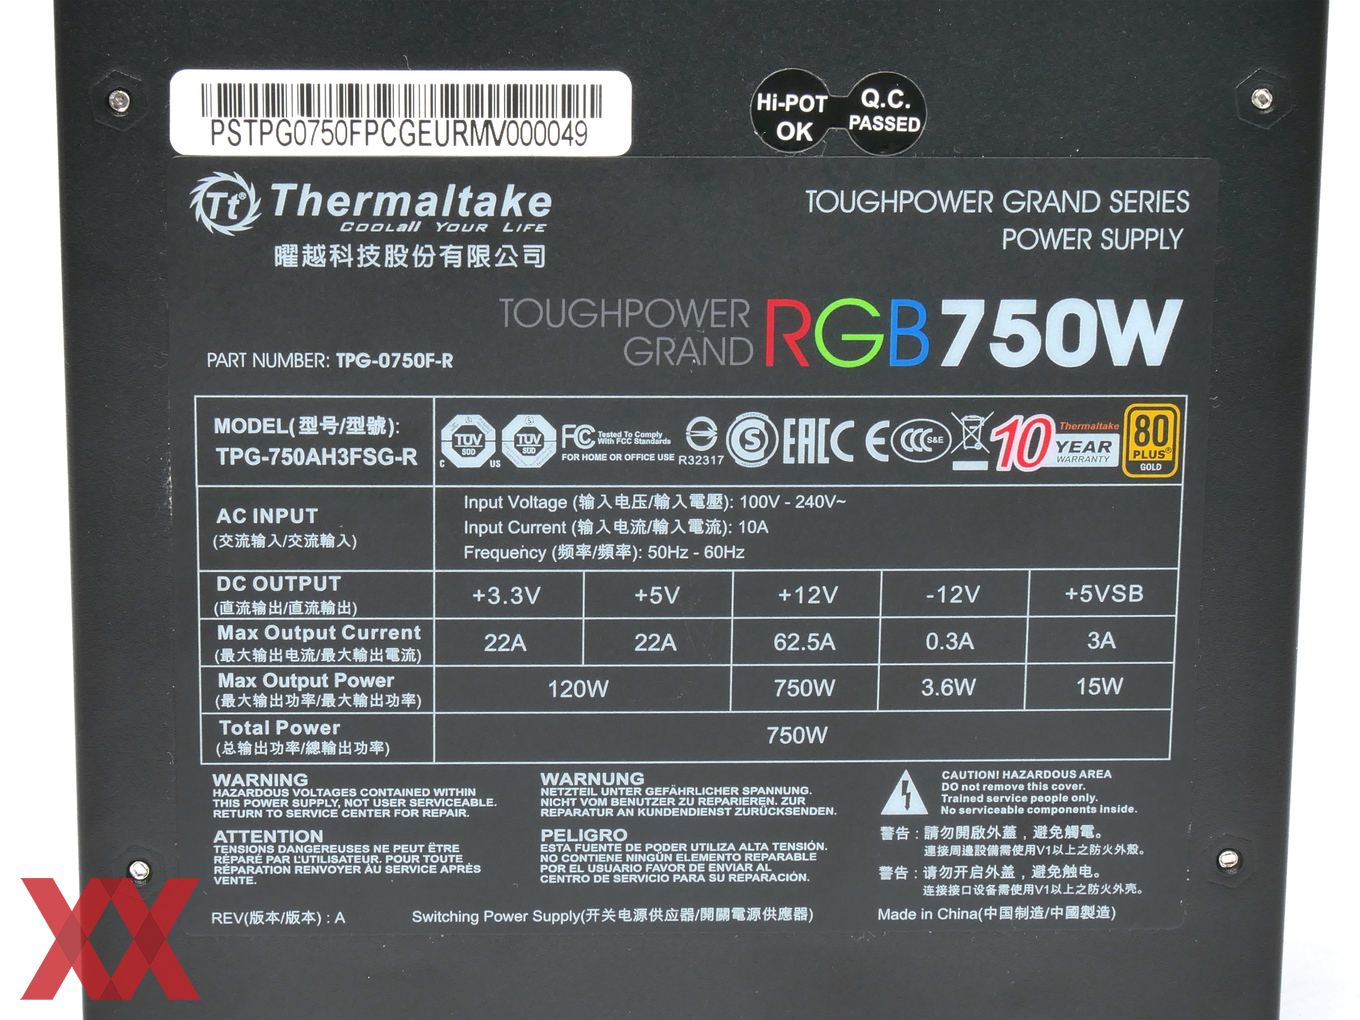 PSTPG0750FPCGEURMV000049
Hi-POT
OK
Q.C.
PASSED
Tt® Thermaltake
COOLall YOUR LIFE
曜越科技股份有限公司
TOUGHPOWER GRAND SERIES
POWER SUPPLY
TOUGHPOWER
GRAND
RGB 750W
PART NUMBER: TPG-0750F-R
MODEL(型号/型號):
TPG-750AH3FSG-R
TÜV
SÜD
C US
TÜV
SÜD
FC Tested To Comply
With FCC Standards
FOR HOME OR OFFICE USE
R32317
S
EAC
CE
CCC S&E
10 Thermaltake
YEAR
WARRANTY
80
PLUS®
GOLD
AC INPUT
(交流输入/交流輸入)
Input Voltage (输入电压/輸入電壓): 100V - 240V~
Input Current (输入电流/輸入電流): 10A
Frequency (频率/頻率): 50Hz - 60Hz
DC OUTPUT
(直流输出/直流輸出)
+3.3V +5V +12V -12V +5VSB
Max Output Current
(最大输出电流/最大輸出電流)
22A 22A 62.5A 0.3A 3A
Max Output Power
(最大输出功率/最大輸出功率)
120W 750W 3.6W 15W
Total Power
(总输出功率/總輸出功率)
750W
WARNING
HAZARDOUS VOLTAGES CONTAINED WITHIN
THIS POWER SUPPLY, NOT USER SERVICEABLE.
RETURN TO SERVICE CENTER FOR REPAIR.
ATTENTION
TENSIONS DANGEREUSES NE PEUT ÊTRE
RÉPARÉ PAR L'UTILISATEUR. POUR TOUTE
RÉPARATION RENVOYER ÀU SERVICE APRÈS
VENTE.
WARNUNG
NETZTEIL UNTER GEFÄHRLICHER SPANNUNG.
NICHT VOM BENUTZER ZU REPARIEREN. ZUR
REPARATUR AN KUNDENDIENST ZURÜCKSENDEN.
PELIGRO
ESTA FUENTE DE PODER UTILIZA ALTA TENSIÓN.
NO CONTIENE NINGÚN ELEMENTO REPARABLE
POR EL USUARIO FAVOR DE ENVIAR AL
CENTRO DE SERVICIO PARA SU REPARACIÓN.
CAUTION! HAZARDOUS AREA
DO not remove this cover.
Trained service people only.
No serviceable components inside.
警告：請勿開啟外蓋，避免觸電。
連接周邊設備需使用V1以上之防火外殼。
警告：请勿开启外盖，避免触电。
连接接口设备需使用V1以上之防火外壳。
REV(版本/版本) : A
Switching Power Supply(开关电源供应器/開關電源供應器)
Made in China(中国制造/中國製造)